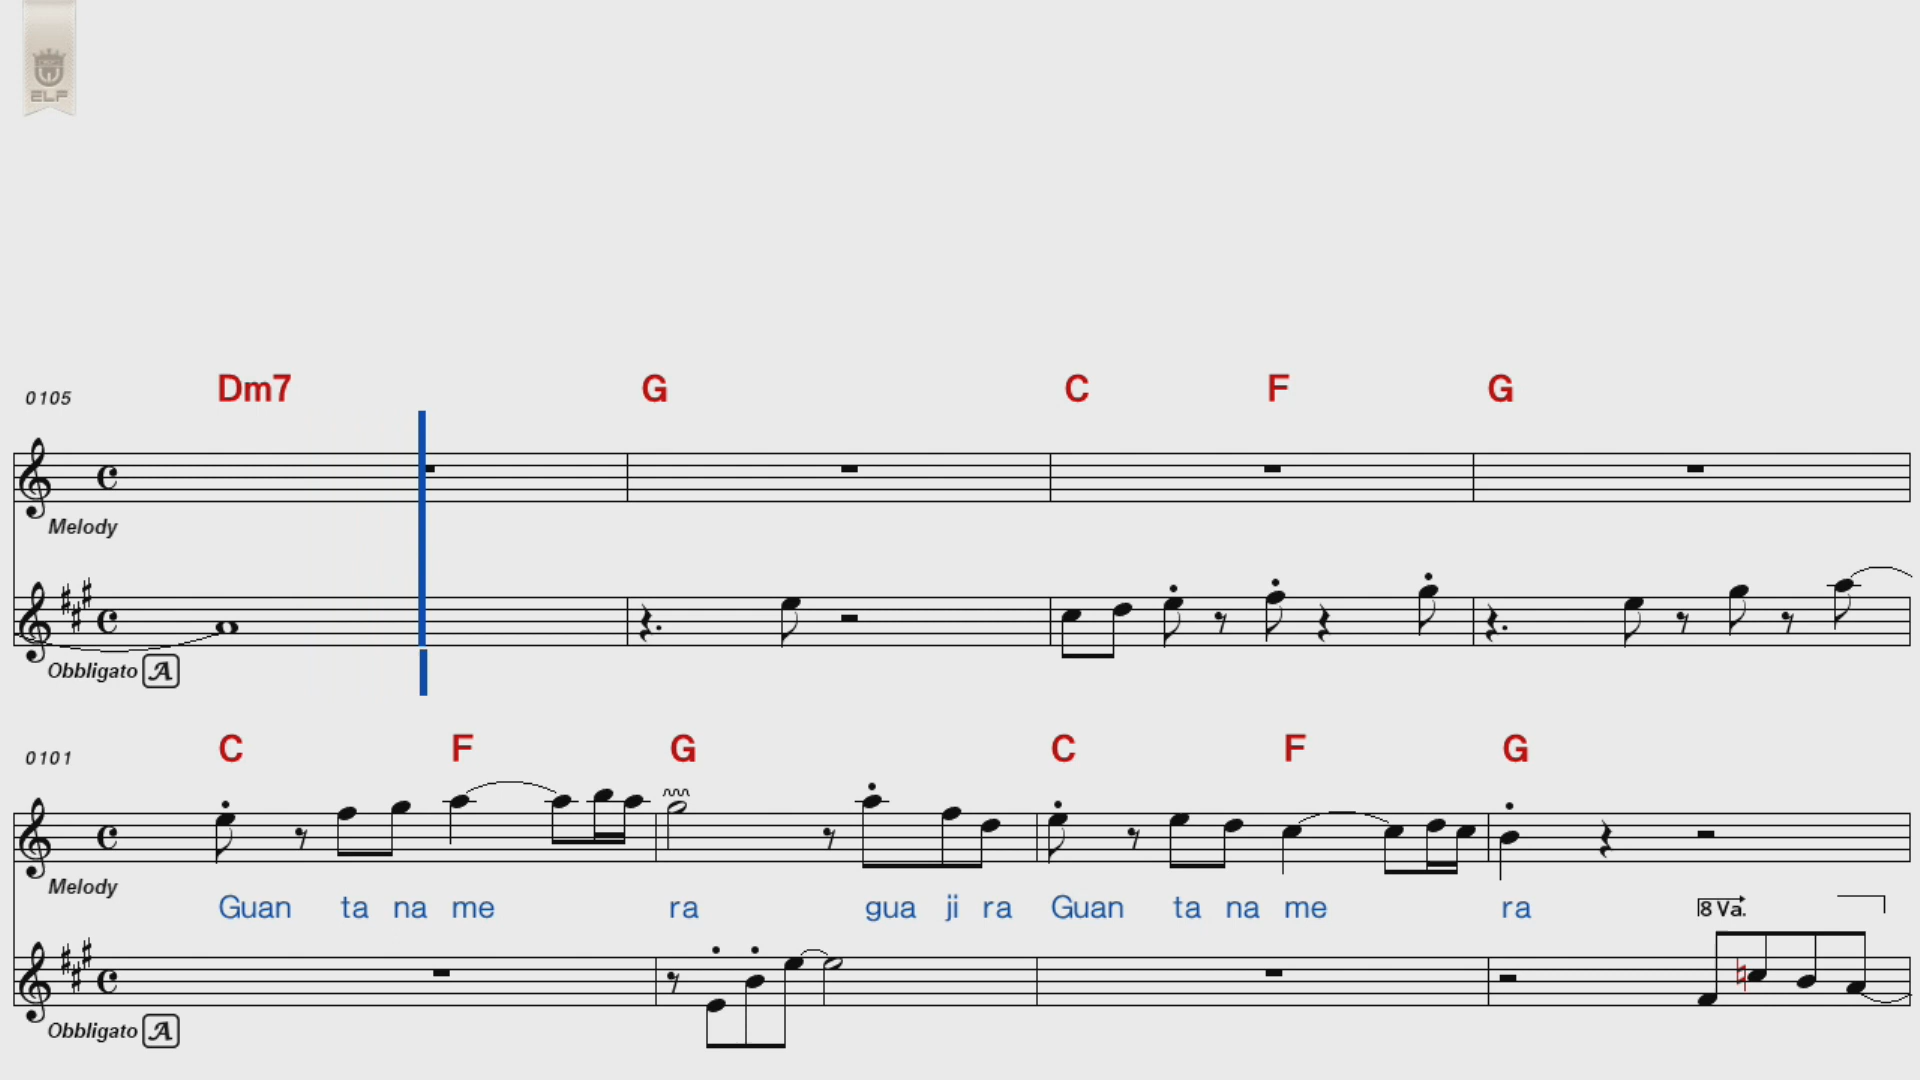 ELF
Dm7 G C F G
0105
Melody
Obbligato A
C F G C F G
0101
Melody
Guan ta na me ra gua ji ra Guan ta na me ra
8 Va.
Obbligato A